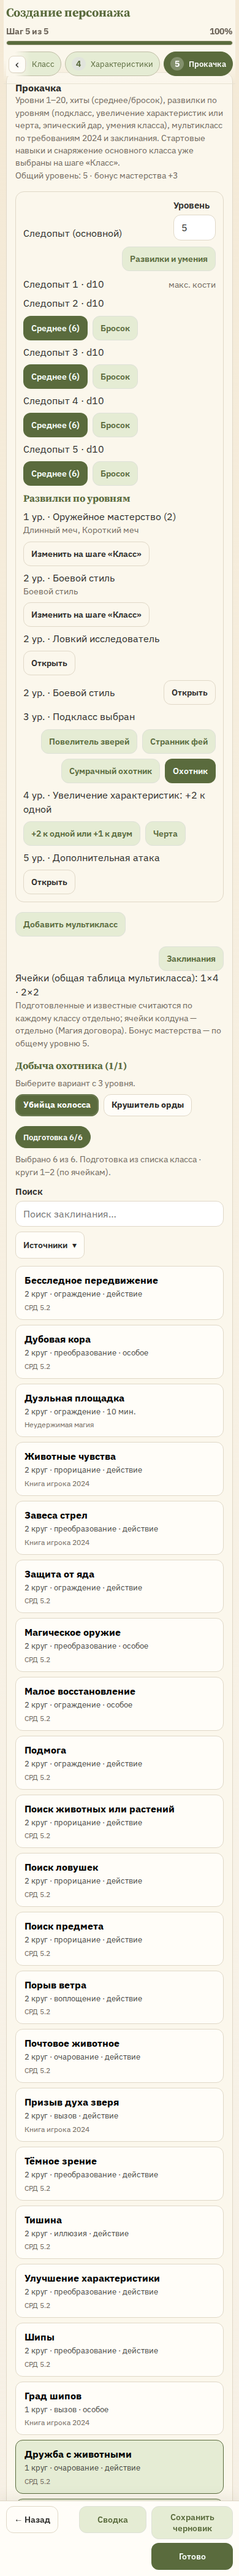 Создание персонажа
Шаг 5 из 5
100%
‹
Класс
4 Характеристики
5 Прокачка
Прокачка
Уровни 1–20, хиты (среднее/бросок), развилки по
уровням (подкласс, увеличение характеристик или
черта, эпический дар, умения класса), мультикласс
по требованиям 2024 и заклинания. Стартовые
навыки и снаряжение основного класса уже
выбраны на шаге «Класс».
Общий уровень: 5 · бонус мастерства +3
Уровень
Следопыт (основной)
5
Развилки и умения
Следопыт 1 · d10
макс. кости
Следопыт 2 · d10
Среднее (6) Бросок
Следопыт 3 · d10
Среднее (6) Бросок
Следопыт 4 · d10
Среднее (6) Бросок
Следопыт 5 · d10
Среднее (6) Бросок
Развилки по уровням
1 ур. · Оружейное мастерство (2)
Длинный меч, Короткий меч
Изменить на шаге «Класс»
2 ур. · Боевой стиль
Боевой стиль
Изменить на шаге «Класс»
2 ур. · Ловкий исследователь
Открыть
2 ур. · Боевой стиль
Открыть
3 ур. · Подкласс выбран
Повелитель зверей Странник фей
Сумрачный охотник Охотник
4 ур. · Увеличение характеристик: +2 к
одной
+2 к одной или +1 к двум Черта
5 ур. · Дополнительная атака
Открыть
Добавить мультикласс
Заклинания
Ячейки (общая таблица мультикласса): 1×4
· 2×2
Подготовленные и известные считаются по
каждому классу отдельно; ячейки колдуна —
отдельно (Магия договора). Бонус мастерства — по
общему уровню 5.
Добыча охотника (1/1)
Выберите вариант с 3 уровня.
Убийца колосса Крушитель орды
Подготовка 6/6
Выбрано 6 из 6. Подготовка из списка класса ·
круги 1–2 (по ячейкам).
Поиск
Поиск заклинания…
Источники ▾
Бесследное передвижение
2 круг · ограждение · действие
СРД 5.2
Дубовая кора
2 круг · преобразование · особое
СРД 5.2
Дуэльная площадка
2 круг · ограждение · 10 мин.
Неудержимая магия
Животные чувства
2 круг · прорицание · действие
Книга игрока 2024
Завеса стрел
2 круг · преобразование · действие
Книга игрока 2024
Защита от яда
2 круг · ограждение · действие
СРД 5.2
Магическое оружие
2 круг · преобразование · особое
СРД 5.2
Малое восстановление
2 круг · ограждение · особое
СРД 5.2
Подмога
2 круг · ограждение · действие
СРД 5.2
Поиск животных или растений
2 круг · прорицание · действие
СРД 5.2
Поиск ловушек
2 круг · прорицание · действие
СРД 5.2
Поиск предмета
2 круг · прорицание · действие
СРД 5.2
Порыв ветра
2 круг · воплощение · действие
СРД 5.2
Почтовое животное
2 круг · очарование · действие
СРД 5.2
Призыв духа зверя
2 круг · вызов · действие
Книга игрока 2024
Тёмное зрение
2 круг · преобразование · действие
СРД 5.2
Тишина
2 круг · иллюзия · действие
СРД 5.2
Улучшение характеристики
2 круг · преобразование · действие
СРД 5.2
Шипы
2 круг · преобразование · действие
СРД 5.2
Град шипов
1 круг · вызов · особое
Книга игрока 2024
Дружба с животными
1 круг · очарование · действие
СРД 5.2
← Назад
Сводка
Сохранить
черновик
Готово